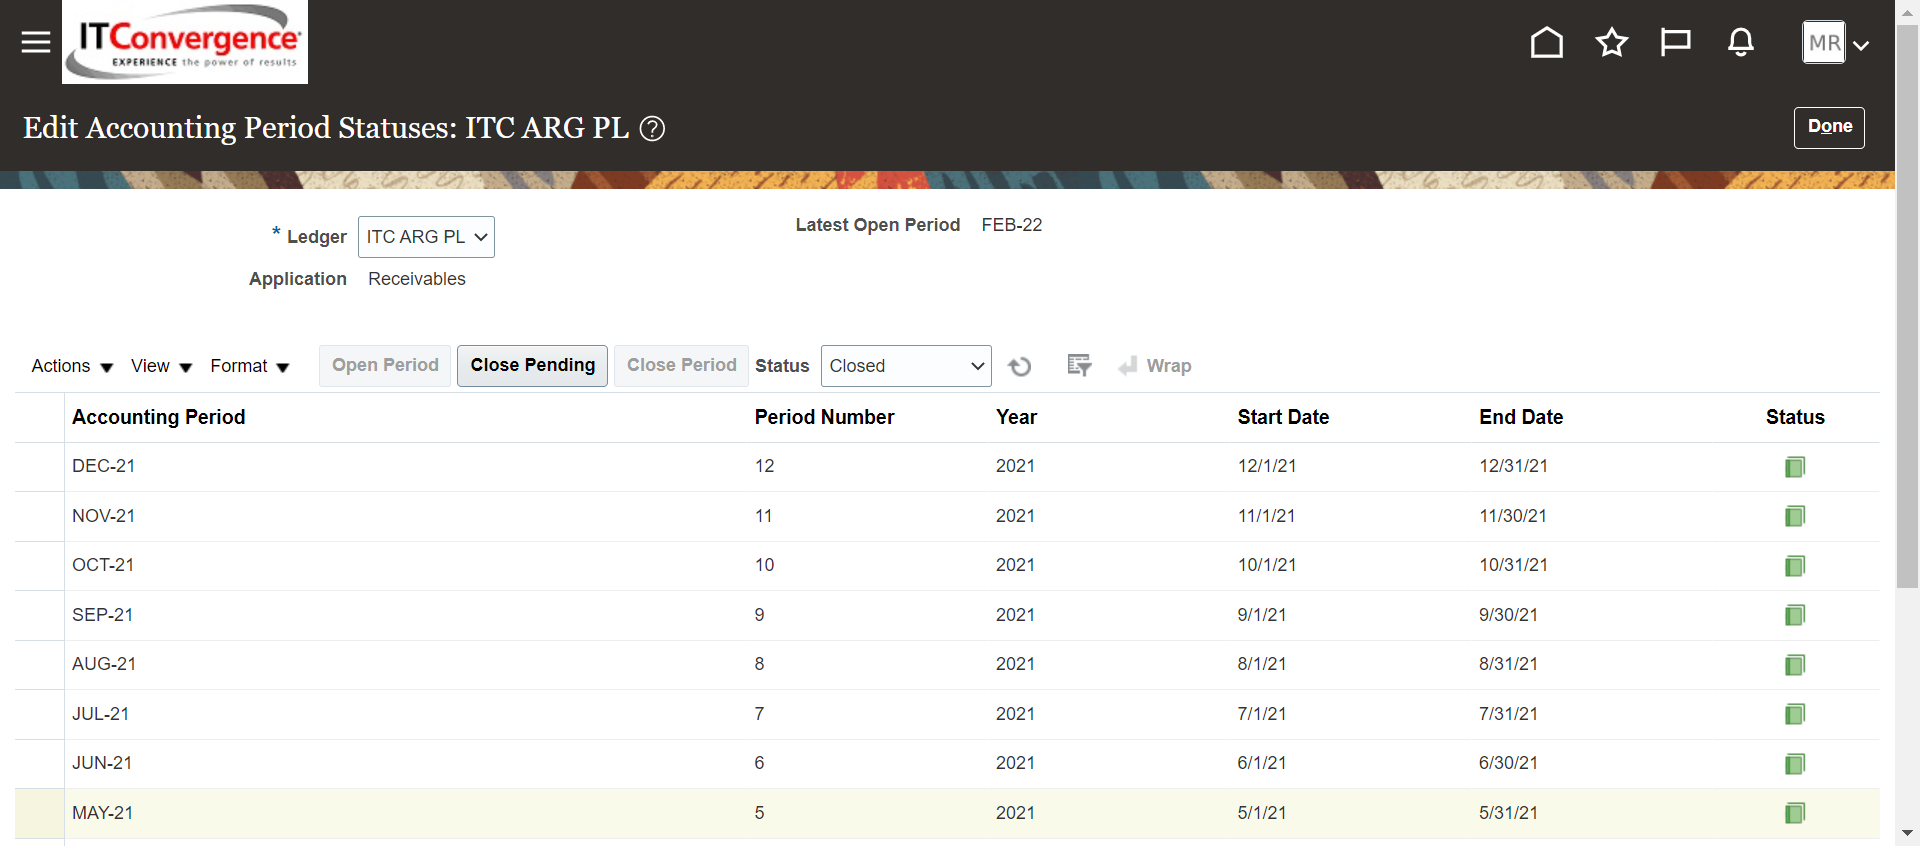 ITConvergence
EXPERIENCE the power of results
MR
Edit Accounting Period Statuses: ITC ARG PL ?
Done
* Ledger ITC ARG PL
Latest Open Period FEB-22
Application Receivables
Actions View Format Open Period Close Pending Close Period Status Closed Wrap
Accounting Period Period Number Year Start Date End Date Status
DEC-21 12 2021 12/1/21 12/31/21
NOV-21 11 2021 11/1/21 11/30/21
OCT-21 10 2021 10/1/21 10/31/21
SEP-21 9 2021 9/1/21 9/30/21
AUG-21 8 2021 8/1/21 8/31/21
JUL-21 7 2021 7/1/21 7/31/21
JUN-21 6 2021 6/1/21 6/30/21
MAY-21 5 2021 5/1/21 5/31/21